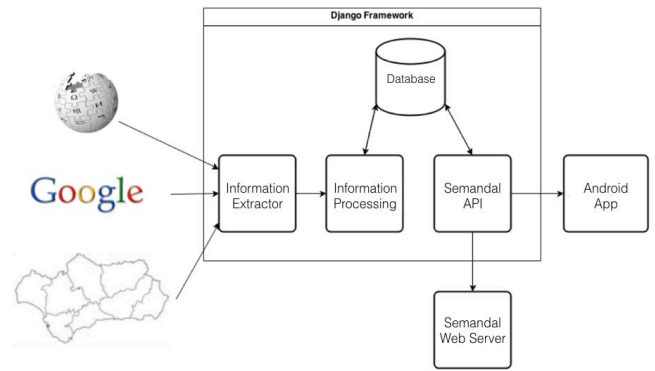 Django Framework
Database
Google
Information
Extractor
Information
Processing
Semandal
API
Android
App
Semandal
Web Server